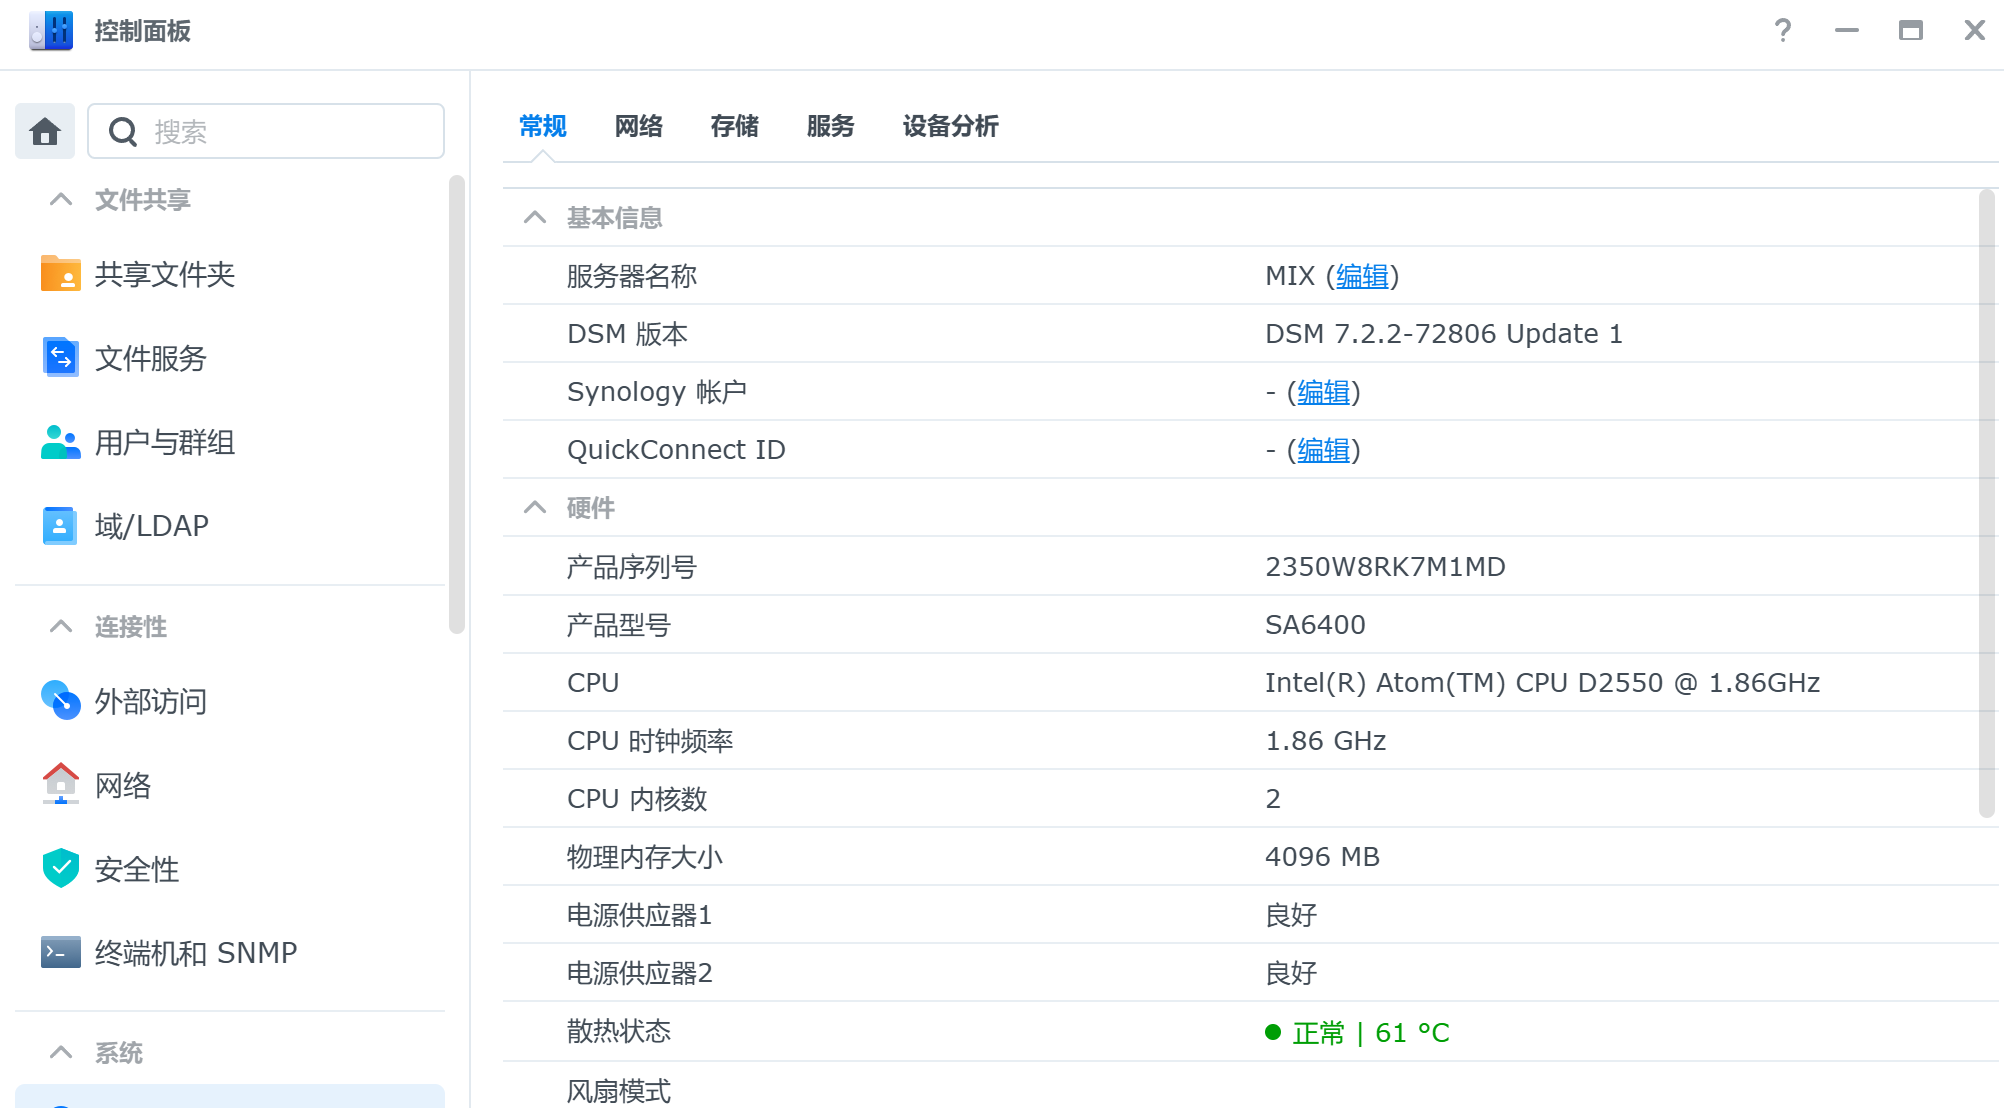 控制面板
搜索
文件共享
共享文件夹
文件服务
用户与群组
域/LDAP
连接性
外部访问
网络
安全性
终端机和 SNMP
系统
常规 网络 存储 服务 设备分析
基本信息
服务器名称 MIX (编辑)
DSM 版本 DSM 7.2.2-72806 Update 1
Synology 帐户 - (编辑)
QuickConnect ID - (编辑)
硬件
产品序列号 2350W8RK7M1MD
产品型号 SA6400
CPU Intel(R) Atom(TM) CPU D2550 @ 1.86GHz
CPU 时钟频率 1.86 GHz
CPU 内核数 2
物理内存大小 4096 MB
电源供应器1 良好
电源供应器2 良好
散热状态 正常 | 61 °C
风扇模式